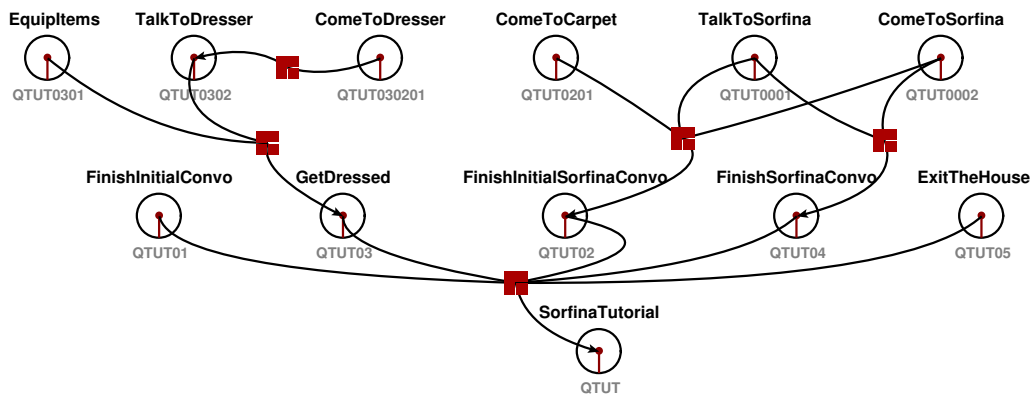 EquipItems TalkToDresser ComeToDresser ComeToCarpet TalkToSorfina ComeToSorfina
QTUT0301 QTUT0302 QTUT030201 QTUT0201 QTUT0001 QTUT0002
FinishInitialConvo GetDressed FinishInitialSorfinaConvo FinishSorfinaConvo ExitTheHouse
QTUT01 QTUT03 QTUT02 QTUT04 QTUT05
SorfinaTutorial
QTUT